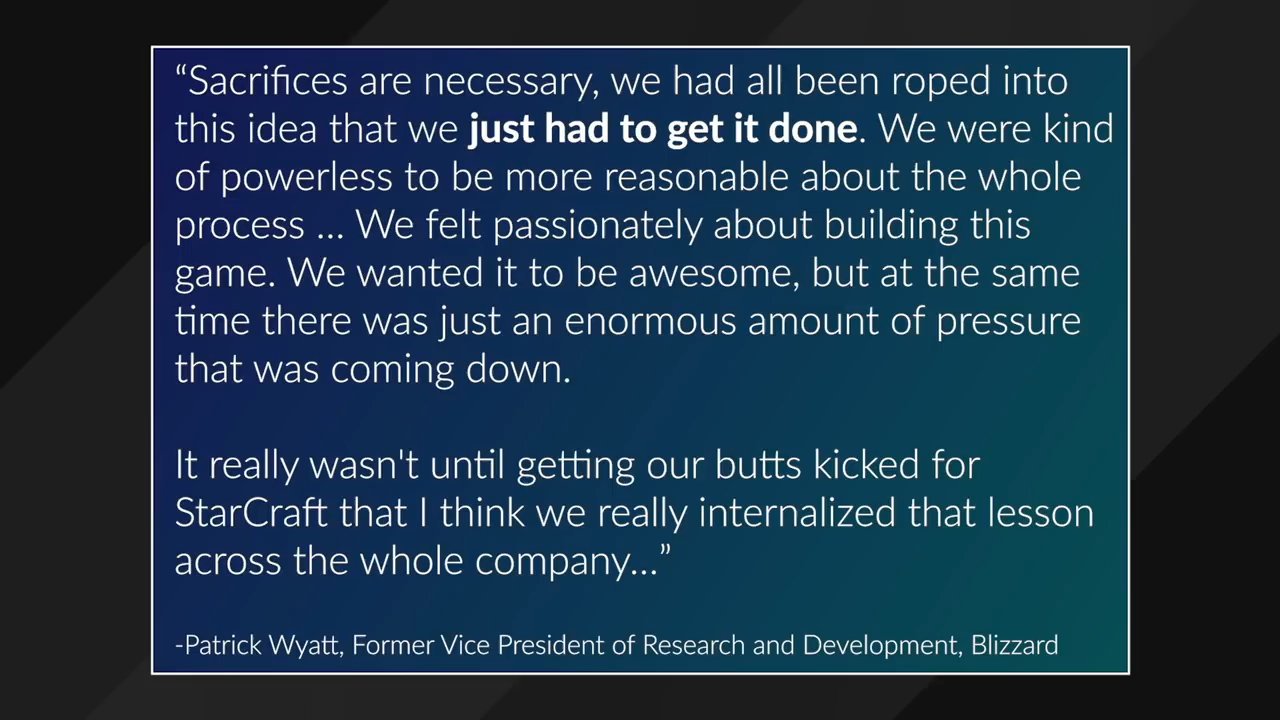 “Sacrifices are necessary, we had all been roped into
this idea that we just had to get it done. We were kind
of powerless to be more reasonable about the whole
process ... We felt passionately about building this
game. We wanted it to be awesome, but at the same
time there was just an enormous amount of pressure
that was coming down.
It really wasn't until getting our butts kicked for
StarCraft that I think we really internalized that lesson
across the whole company...”
-Patrick Wyatt, Former Vice President of Research and Development, Blizzard